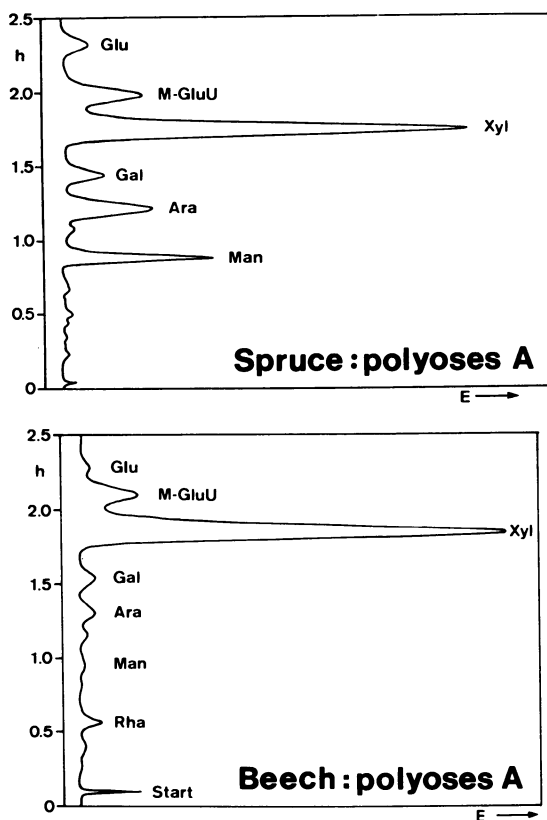 2.5
Glu
h
2.0
M-GluU
Xyl
1.5
Gal
Ara
1.0
Man
0.5
Spruce : polyoses A
0
E
2.5
Glu
h
M-GluU
2.0
Xyl
1.5
Gal
Ara
1.0
Man
Rha
0.5
Beech : polyoses A
Start
0
E